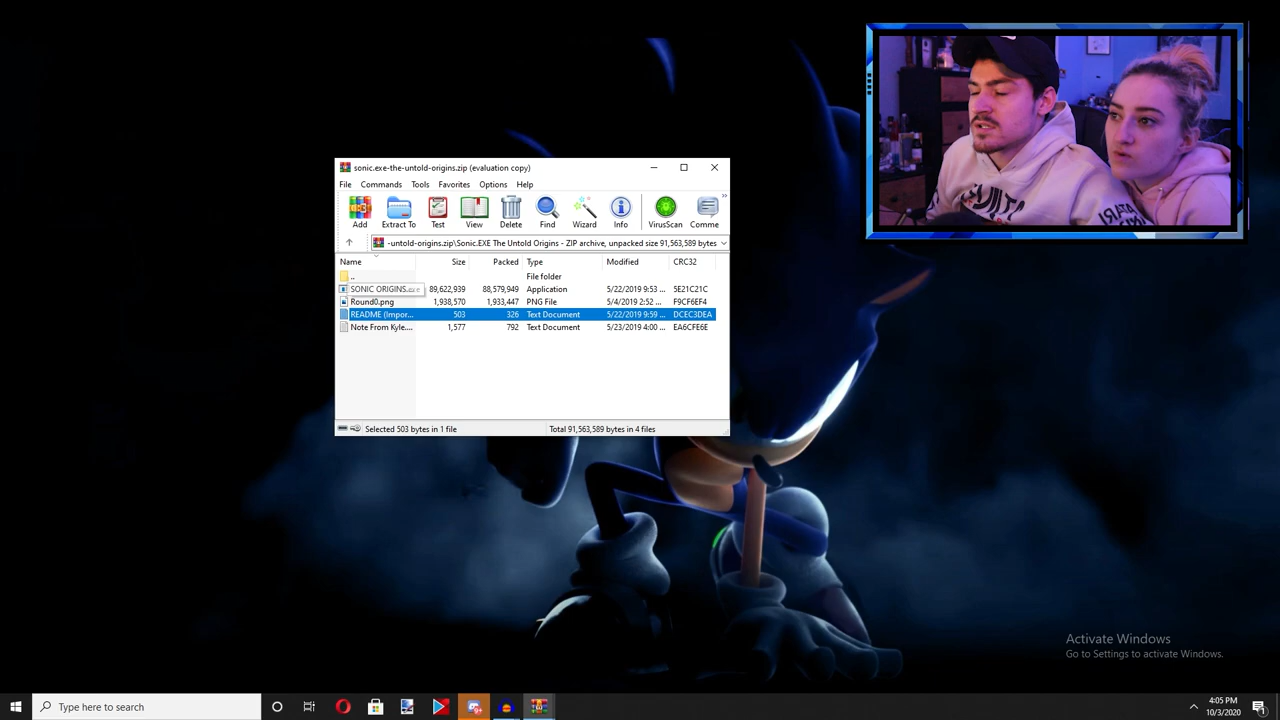 sonic.exe-the-untold-origins.zip (evaluation copy)
File Commands Tools Favorites Options Help
Add Extract To Test View Delete Find Wizard Info VirusScan Comme
-untold-origins.zip\Sonic.EXE The Untold Origins - ZIP archive, unpacked size 91,563,589 bytes
Name Size Packed Type Modified CRC32
.. File folder
SONIC ORIGINS.exe 89,622,939 88,579,949 Application 5/22/2019 9:53 ... 5E21C21C
Round0.png 1,938,570 1,933,447 PNG File 5/4/2019 2:52 ... F9CF6EF4
README (Impor... 503 326 Text Document 5/22/2019 9:59 ... DCEC3DEA
Note From Kyle.... 1,577 792 Text Document 5/23/2019 4:00 ... EA6CFE6E
Selected 503 bytes in 1 file Total 91,563,589 bytes in 4 files
Activate Windows
Go to Settings to activate Windows.
Type here to search
4:05 PM
10/3/2020